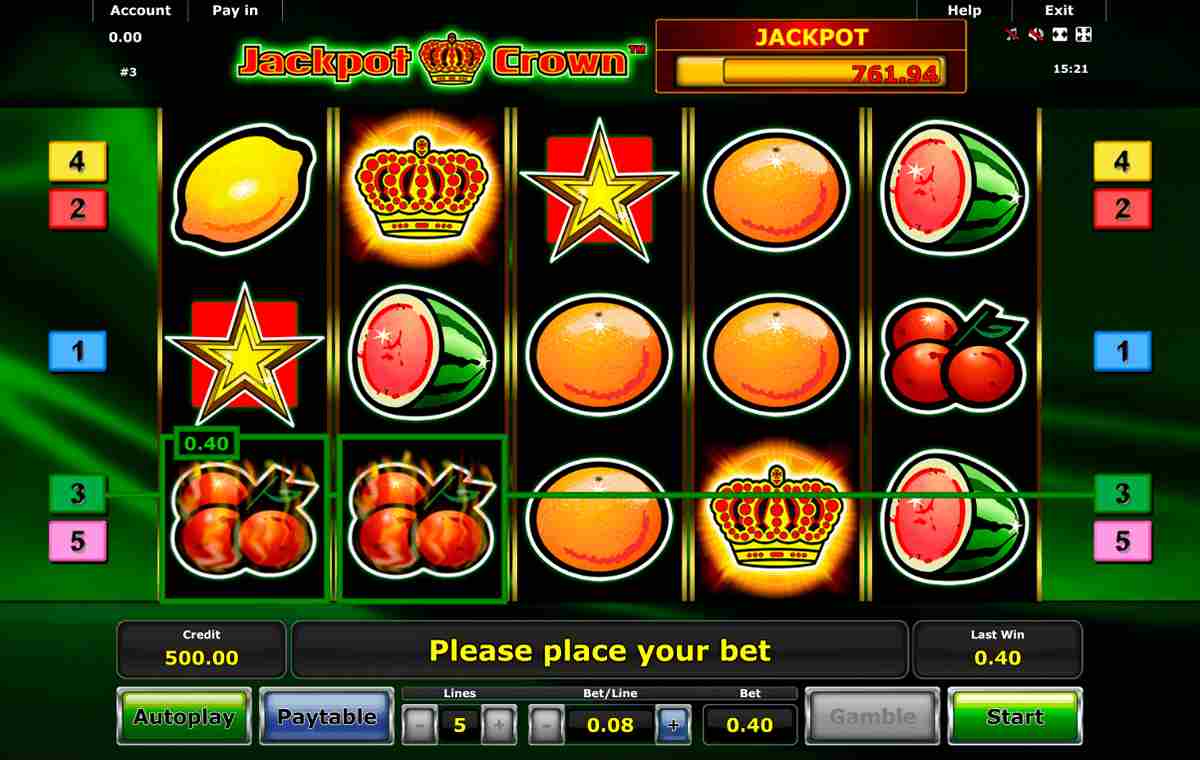 Account Pay in Help Exit
0.00
#3
Jackpot Crown™
JACKPOT
761.94
15:21
4 4
2 2
1 1
0.40
3 3
5 5
Credit
500.00
Please place your bet
Last Win
0.40
Lines Bet/Line Bet
Autoplay Paytable - 5 + - 0.08 + 0.40 Gamble Start